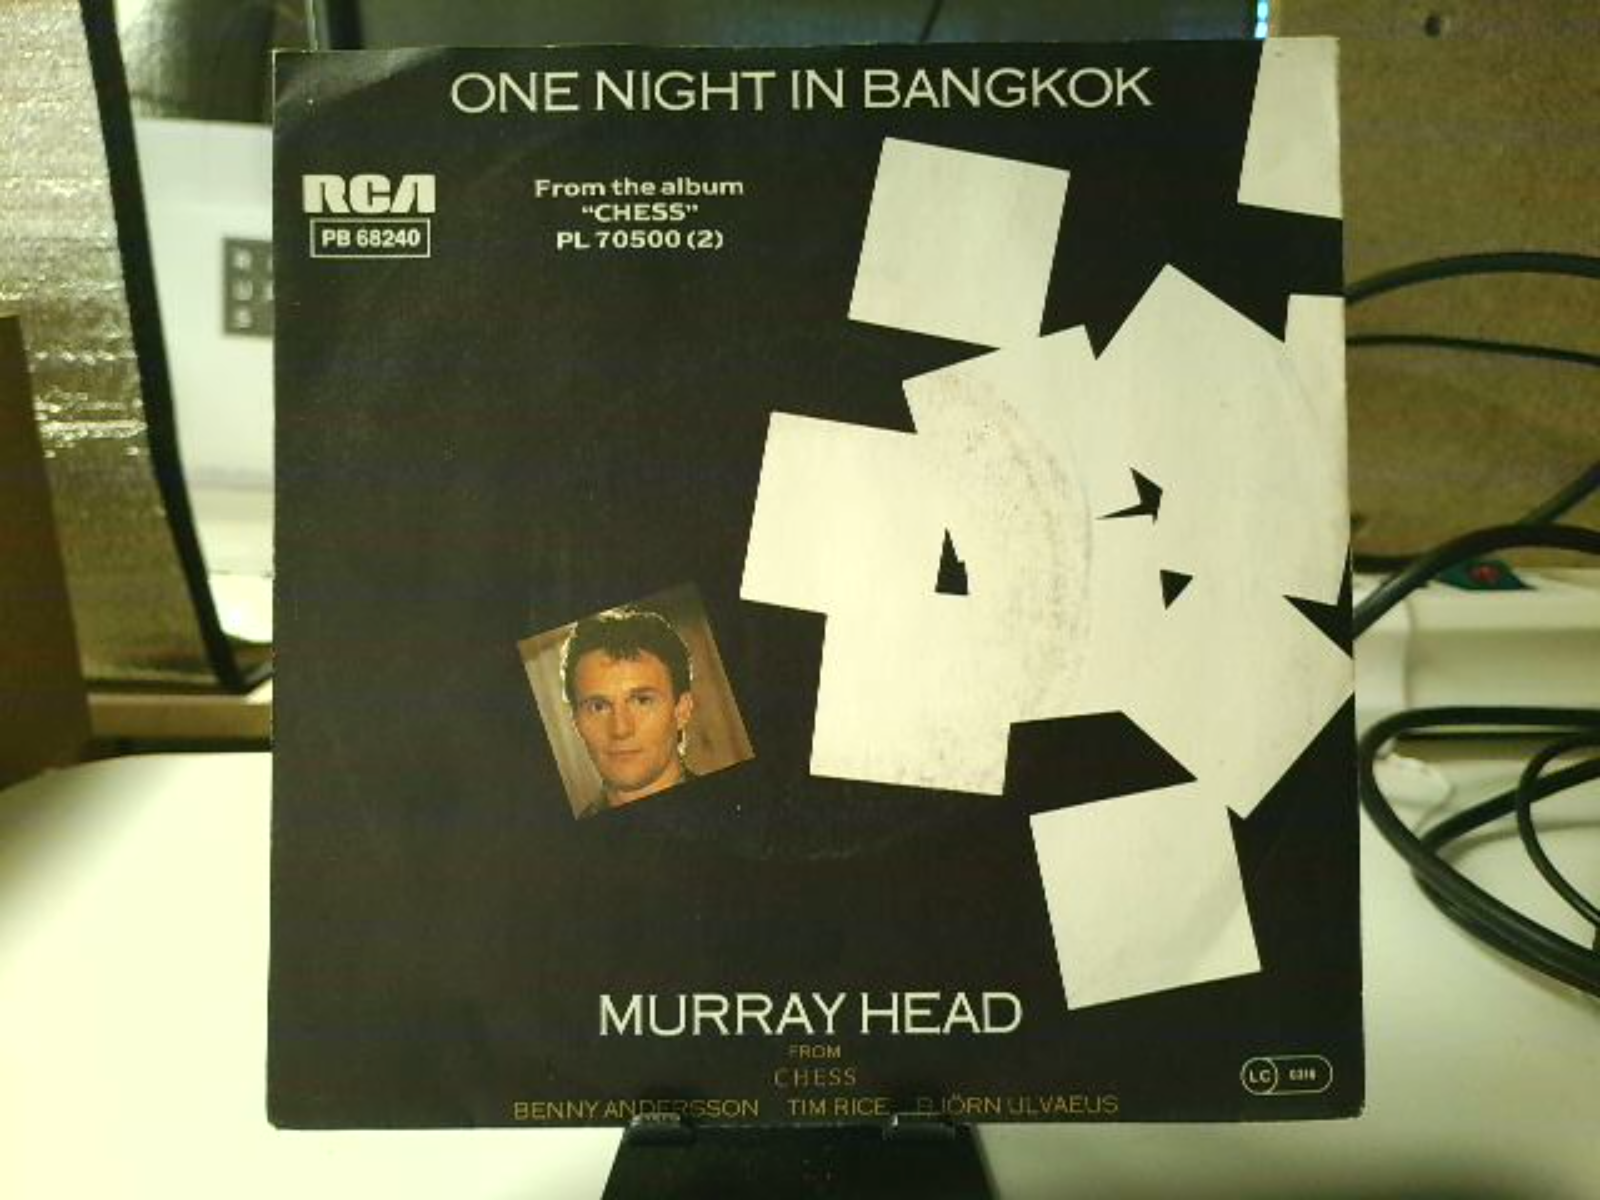 ONE NIGHT IN BANGKOK
RCA
PB 68240
From the album
"CHESS"
PL 70500 (2)
MURRAY HEAD
FROM
CHESS
BENNY ANDERSSON TIM RICE BJÖRN ULVAEUS
LC